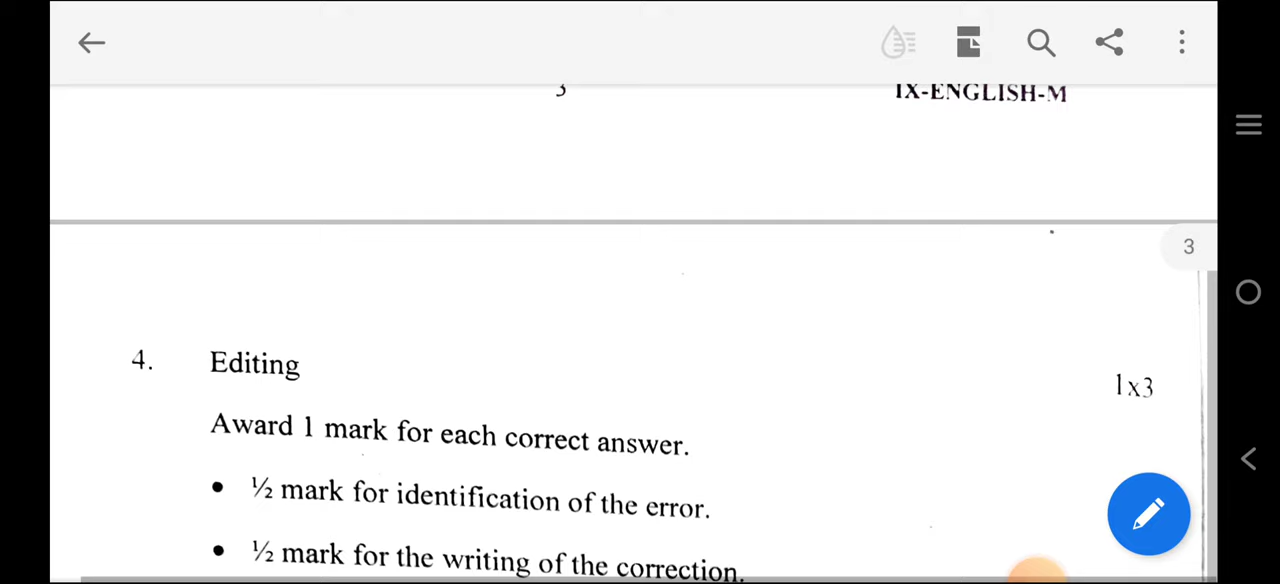 3 IX-ENGLISH-M
3
4. Editing 1x3
Award 1 mark for each correct answer.
• ½ mark for identification of the error.
• ½ mark for the writing of the correction.